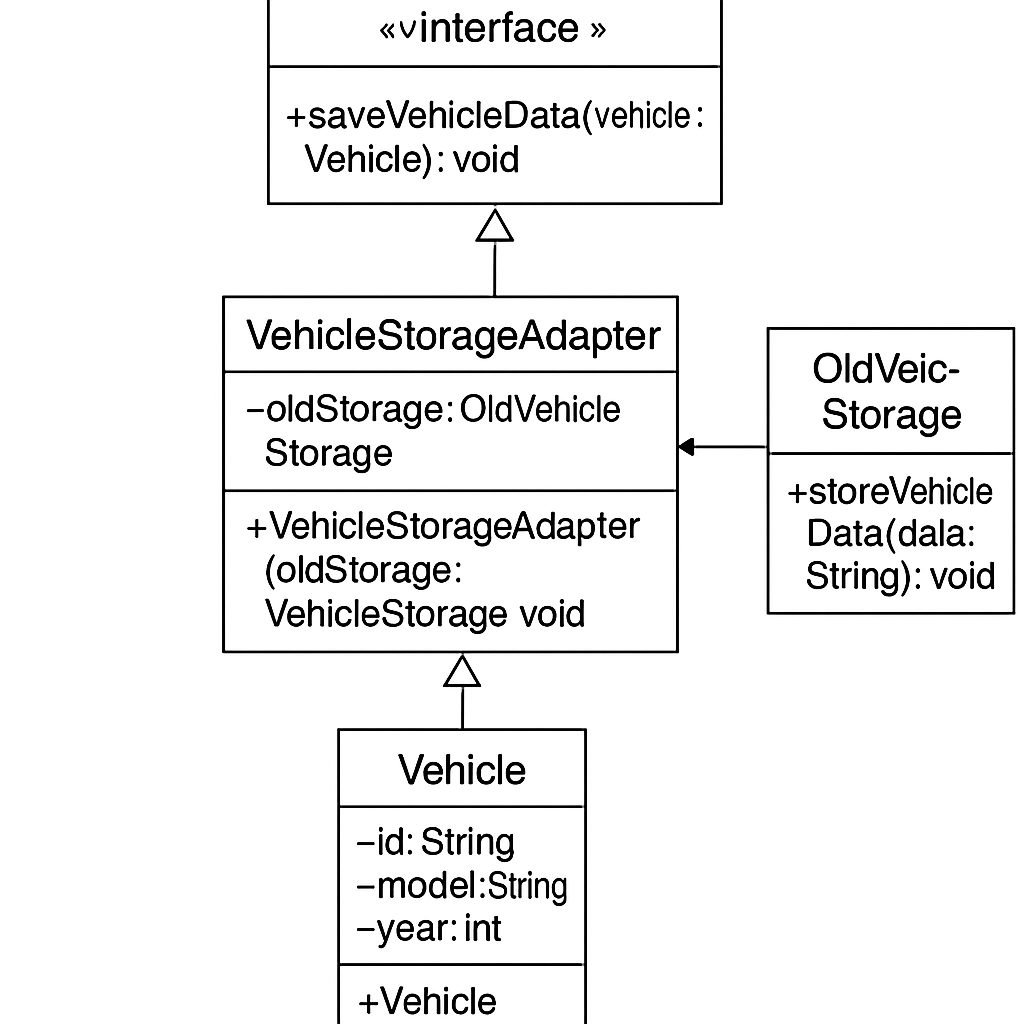 «∨interface »
+saveVehicleData(vehicle:
Vehicle): void
VehicleStorageAdapter
−oldStorage: OldVehicle
Storage
+VehicleStorageAdapter
(oldStorage:
VehicleStorage void
OldVeic-
Storage
+storeVehicle
Data(dala:
String): void
Vehicle
−id: String
−model:String
−year: int
+Vehicle